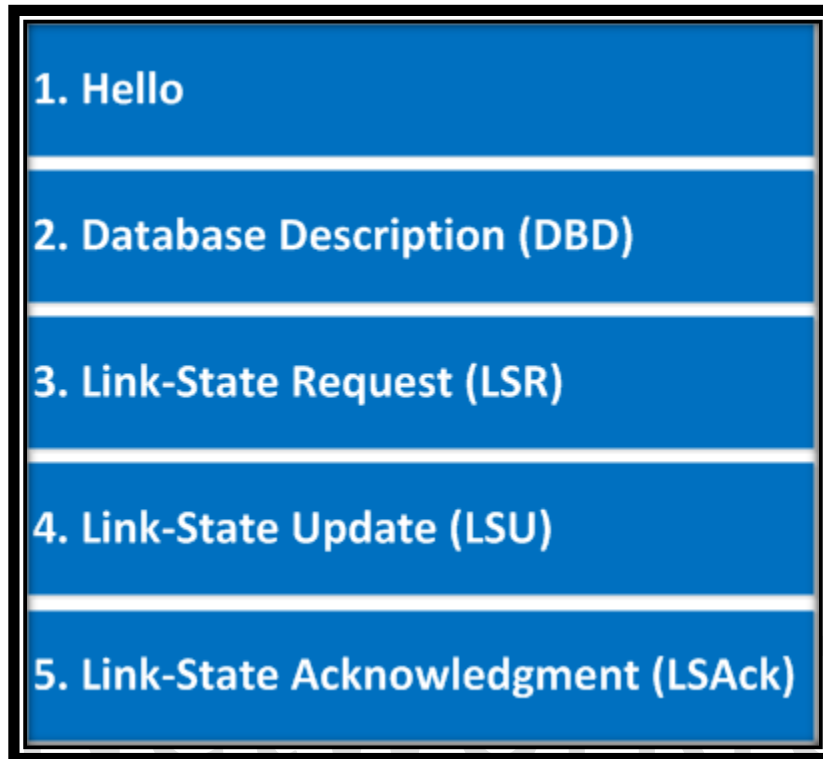 1. Hello
2. Database Description (DBD)
3. Link-State Request (LSR)
4. Link-State Update (LSU)
5. Link-State Acknowledgment (LSAck)